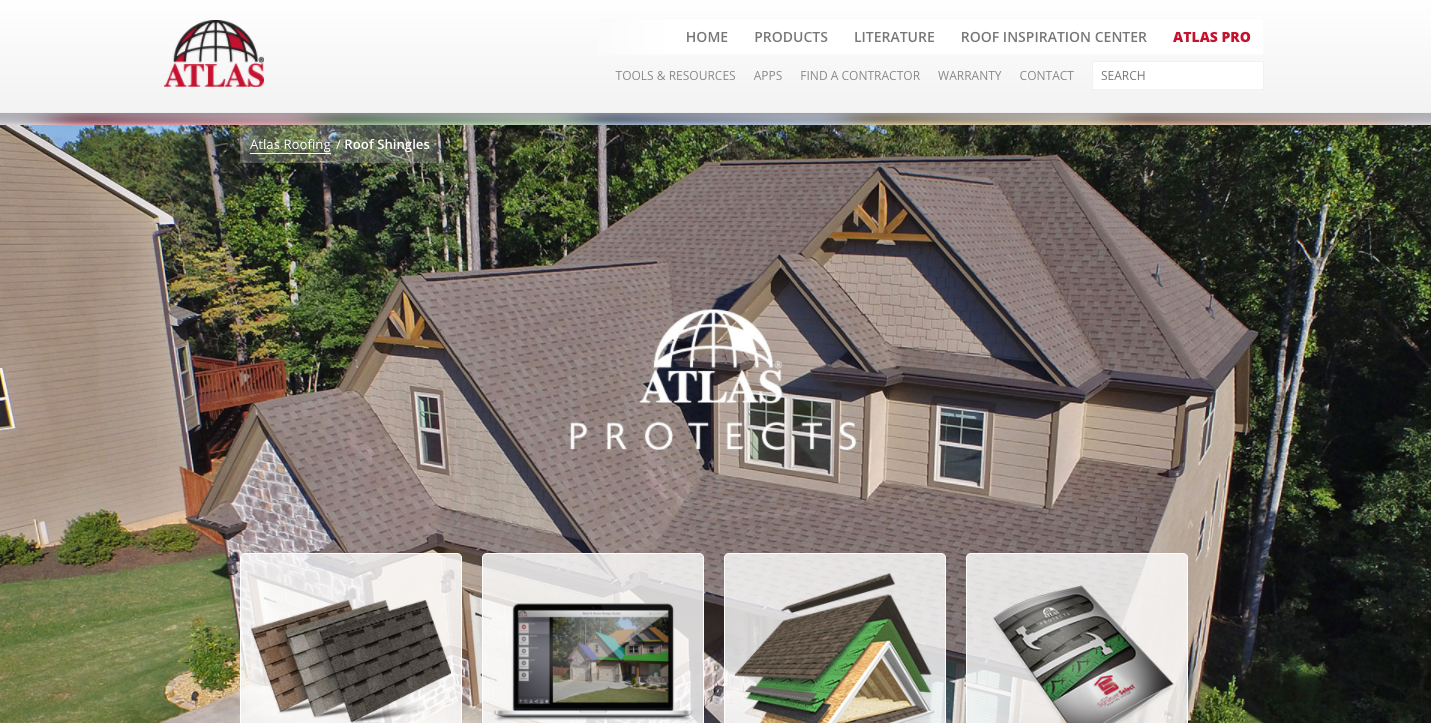 ATLAS
HOME PRODUCTS LITERATURE ROOF INSPIRATION CENTER ATLAS PRO
TOOLS & RESOURCES APPS FIND A CONTRACTOR WARRANTY CONTACT SEARCH
Atlas Roofing / Roof Shingles
ATLAS
PROTECTS